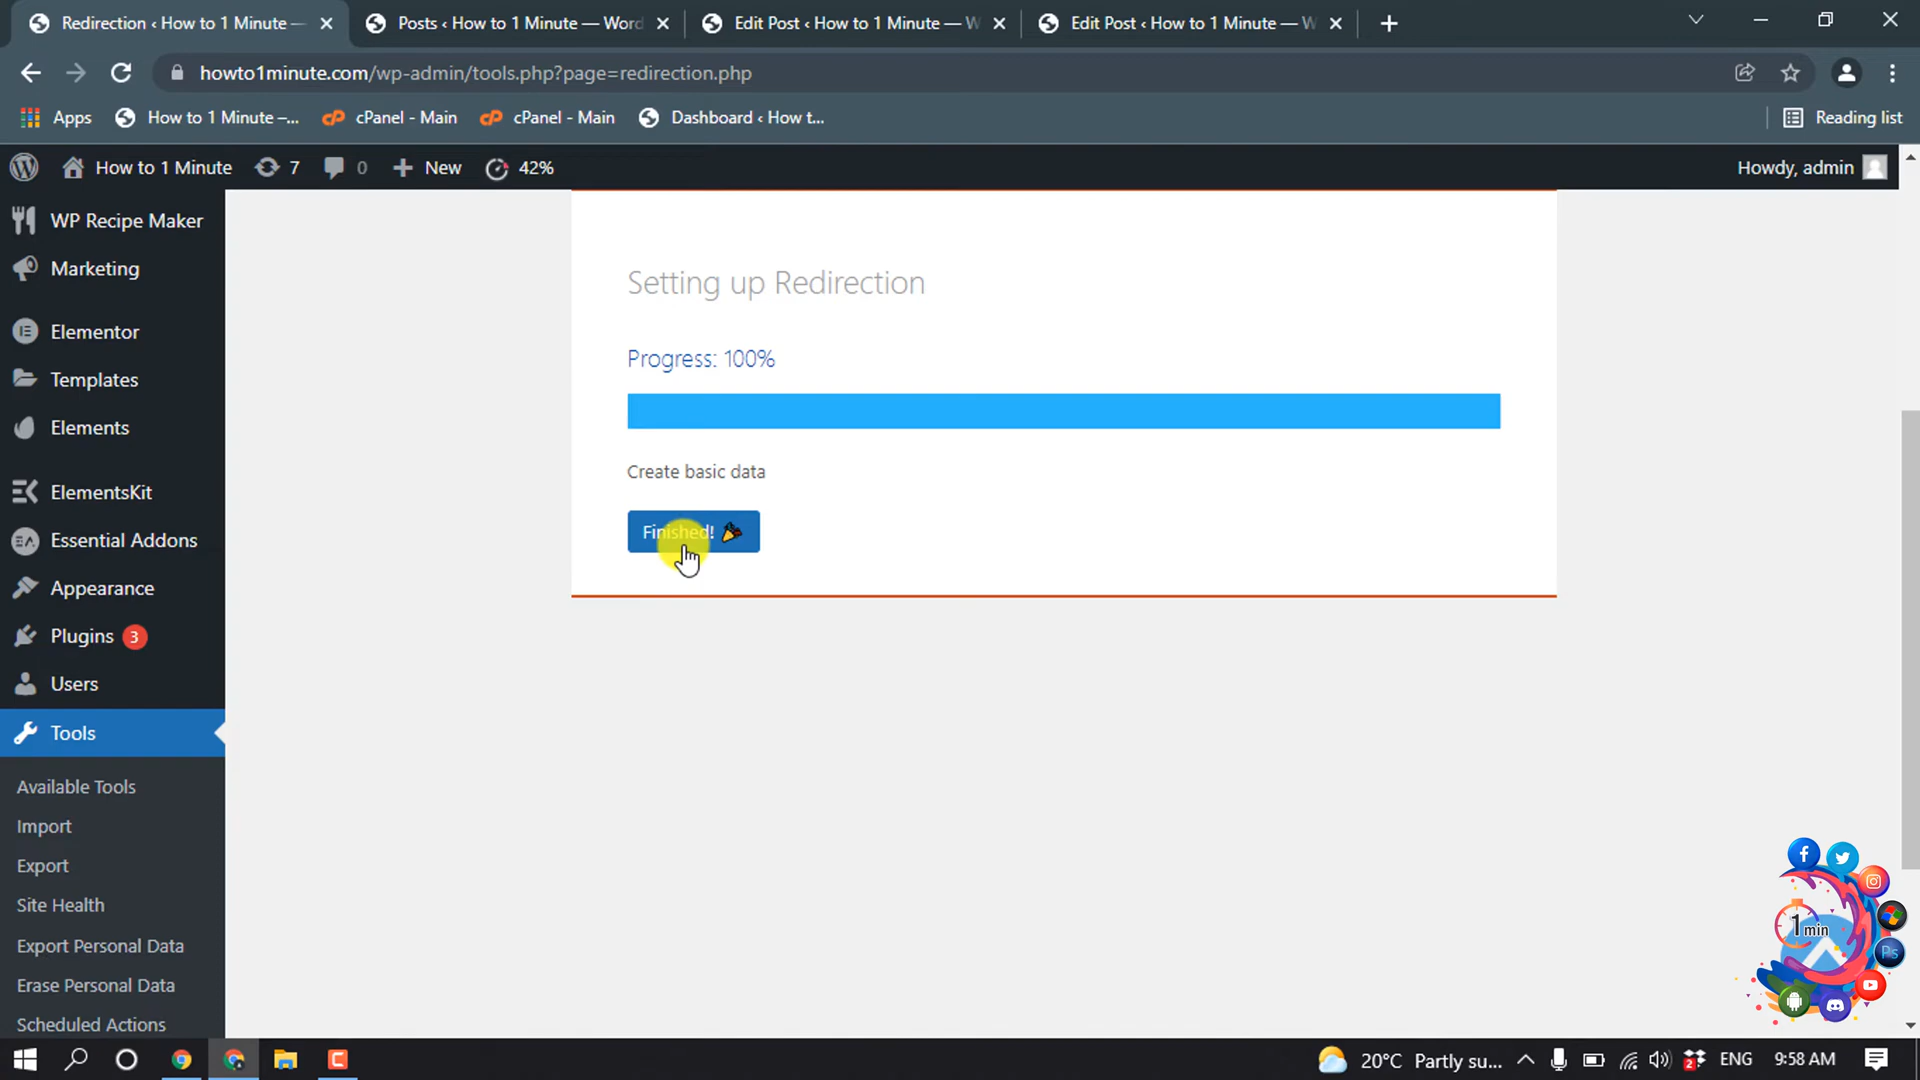 Redirection ‹ How to 1 Minute —
Posts ‹ How to 1 Minute — Word
Edit Post ‹ How to 1 Minute — W
Edit Post ‹ How to 1 Minute — W
howto1minute.com/wp-admin/tools.php?page=redirection.php
Apps
How to 1 Minute –...
cPanel - Main
cPanel - Main
Dashboard ‹ How t...
Reading list
How to 1 Minute
7
0
New
42%
Howdy, admin
WP Recipe Maker
Marketing
Elementor
Templates
Elements
ElementsKit
Essential Addons
Appearance
Plugins 3
Users
Tools
Available Tools
Import
Export
Site Health
Export Personal Data
Erase Personal Data
Scheduled Actions
Setting up Redirection
Progress: 100%
Create basic data
Finished!
1 min
Ps
20°C Partly su...
2
ENG
9:58 AM